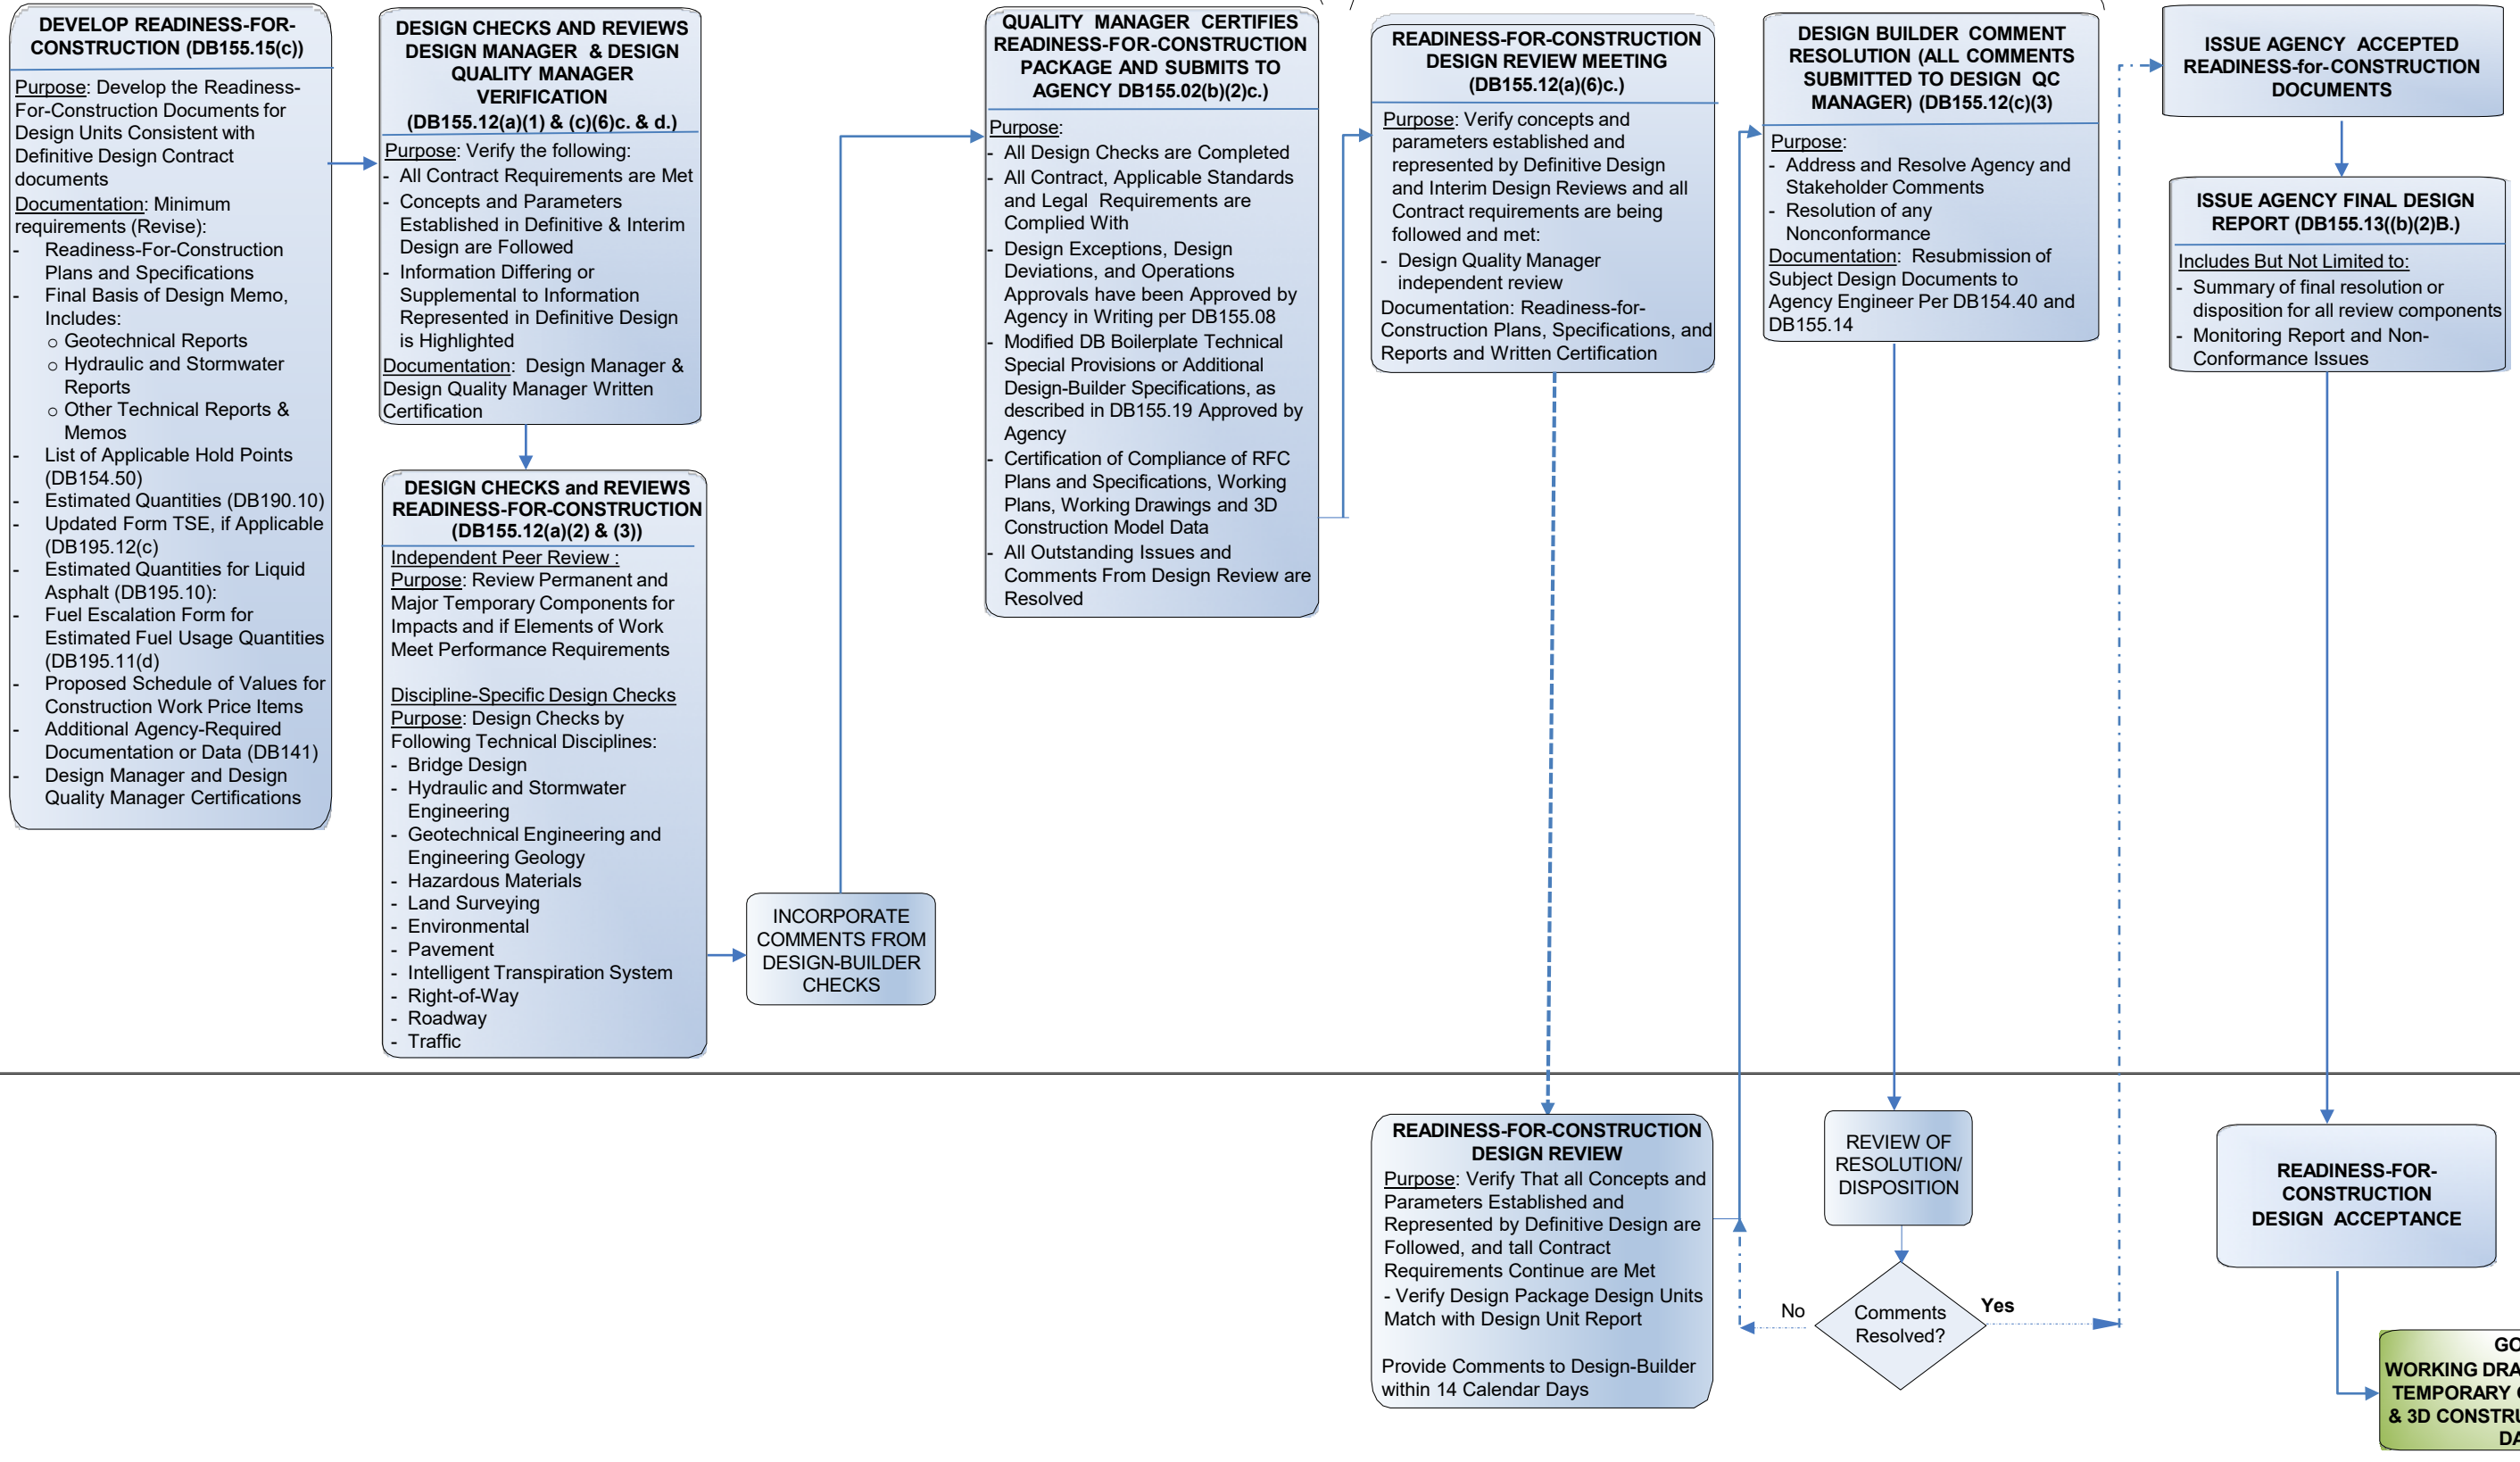 DEVELOP READINESS-FOR-
CONSTRUCTION (DB155.15(c))
Purpose: Develop the Readiness-
For-Construction Documents for
Design Units Consistent with
Definitive Design Contract
documents
Documentation: Minimum
requirements (Revise):
- Readiness-For-Construction
Plans and Specifications
- Final Basis of Design Memo,
Includes:
o Geotechnical Reports
o Hydraulic and Stormwater
Reports
o Other Technical Reports &
Memos
- List of Applicable Hold Points
(DB154.50)
- Estimated Quantities (DB190.10)
- Updated Form TSE, if Applicable
(DB195.12(c)
- Estimated Quantities for Liquid
Asphalt (DB195.10):
- Fuel Escalation Form for
Estimated Fuel Usage Quantities
(DB195.11(d)
- Proposed Schedule of Values for
Construction Work Price Items
- Additional Agency-Required
Documentation or Data (DB141)
- Design Manager and Design
Quality Manager Certifications
DESIGN CHECKS AND REVIEWS
DESIGN MANAGER & DESIGN
QUALITY MANAGER
VERIFICATION
(DB155.12(a)(1) & (c)(6)c. & d.)
Purpose: Verify the following:
- All Contract Requirements are Met
- Concepts and Parameters
Established in Definitive & Interim
Design are Followed
- Information Differing or
Supplemental to Information
Represented in Definitive Design
is Highlighted
Documentation: Design Manager &
Design Quality Manager Written
Certification
DESIGN CHECKS and REVIEWS
READINESS-FOR-CONSTRUCTION
(DB155.12(a)(2) & (3))
Independent Peer Review :
Purpose: Review Permanent and
Major Temporary Components for
Impacts and if Elements of Work
Meet Performance Requirements
Discipline-Specific Design Checks
Purpose: Design Checks by
Following Technical Disciplines:
- Bridge Design
- Hydraulic and Stormwater
Engineering
- Geotechnical Engineering and
Engineering Geology
- Hazardous Materials
- Land Surveying
- Environmental
- Pavement
- Intelligent Transpiration System
- Right-of-Way
- Roadway
- Traffic
INCORPORATE
COMMENTS FROM
DESIGN-BUILDER
CHECKS
QUALITY MANAGER CERTIFIES
READINESS-FOR-CONSTRUCTION
PACKAGE AND SUBMITS TO
AGENCY DB155.02(b)(2)c.)
Purpose:
- All Design Checks are Completed
- All Contract, Applicable Standards
and Legal Requirements are
Complied With
- Design Exceptions, Design
Deviations, and Operations
Approvals have been Approved by
Agency in Writing per DB155.08
- Modified DB Boilerplate Technical
Special Provisions or Additional
Design-Builder Specifications, as
described in DB155.19 Approved by
Agency
- Certification of Compliance of RFC
Plans and Specifications, Working
Plans, Working Drawings and 3D
Construction Model Data
- All Outstanding Issues and
Comments From Design Review are
Resolved
READINESS-FOR-CONSTRUCTION
DESIGN REVIEW MEETING
(DB155.12(a)(6)c.)
Purpose: Verify concepts and
parameters established and
represented by Definitive Design
and Interim Design Reviews and all
Contract requirements are being
followed and met:
- Design Quality Manager
independent review
Documentation: Readiness-for-
Construction Plans, Specifications, and
Reports and Written Certification
DESIGN BUILDER COMMENT
RESOLUTION (ALL COMMENTS
SUBMITTED TO DESIGN QC
MANAGER) (DB155.12(c)(3)
Purpose:
- Address and Resolve Agency and
Stakeholder Comments
- Resolution of any
Nonconformance
Documentation: Resubmission of
Subject Design Documents to
Agency Engineer Per DB154.40 and
DB155.14
ISSUE AGENCY ACCEPTED
READINESS-for-CONSTRUCTION
DOCUMENTS
ISSUE AGENCY FINAL DESIGN
REPORT (DB155.13((b)(2)B.)
Includes But Not Limited to:
- Summary of final resolution or
disposition for all review components
- Monitoring Report and Non-
Conformance Issues
READINESS-FOR-CONSTRUCTION
DESIGN REVIEW
Purpose: Verify That all Concepts and
Parameters Established and
Represented by Definitive Design are
Followed, and tall Contract
Requirements Continue are Met
- Verify Design Package Design Units
Match with Design Unit Report
Provide Comments to Design-Builder
within 14 Calendar Days
REVIEW OF
RESOLUTION/
DISPOSITION
No
Comments
Resolved?
Yes
READINESS-FOR-
CONSTRUCTION
DESIGN ACCEPTANCE
WORKING
TEMPORARY
& 3D